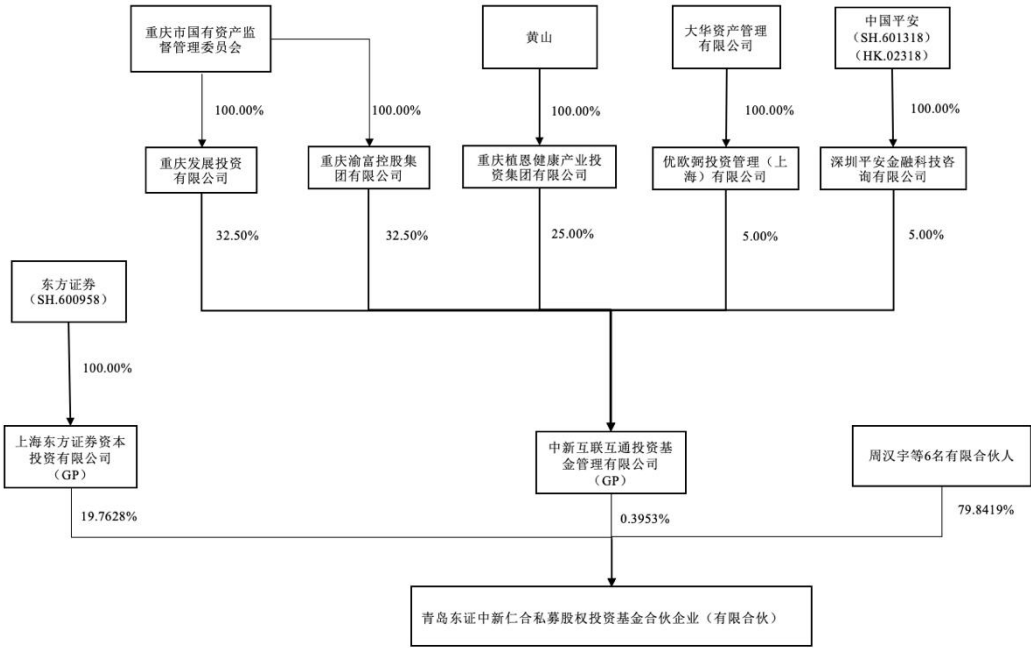 重庆市国有资产监
督管理委员会
黄山
大华资产管理
有限公司
中国平安
（SH.601318）
（HK.02318）
100.00%
100.00%
100.00%
100.00%
100.00%
重庆发展投资
有限公司
重庆渝富控股集
团有限公司
重庆植恩健康产业投
资集团有限公司
优欧弼投资管理（上
海）有限公司
深圳平安金融科技咨
询有限公司
32.50%
32.50%
25.00%
5.00%
5.00%
东方证券
（SH.600958）
100.00%
上海东方证券资本
投资有限公司
（GP）
中新互联互通投资基
金管理有限公司
（GP）
周汉宇等6名有限合伙人
19.7628%
0.3953%
79.8419%
青岛东证中新仁合私募股权投资基金合伙企业（有限合伙）